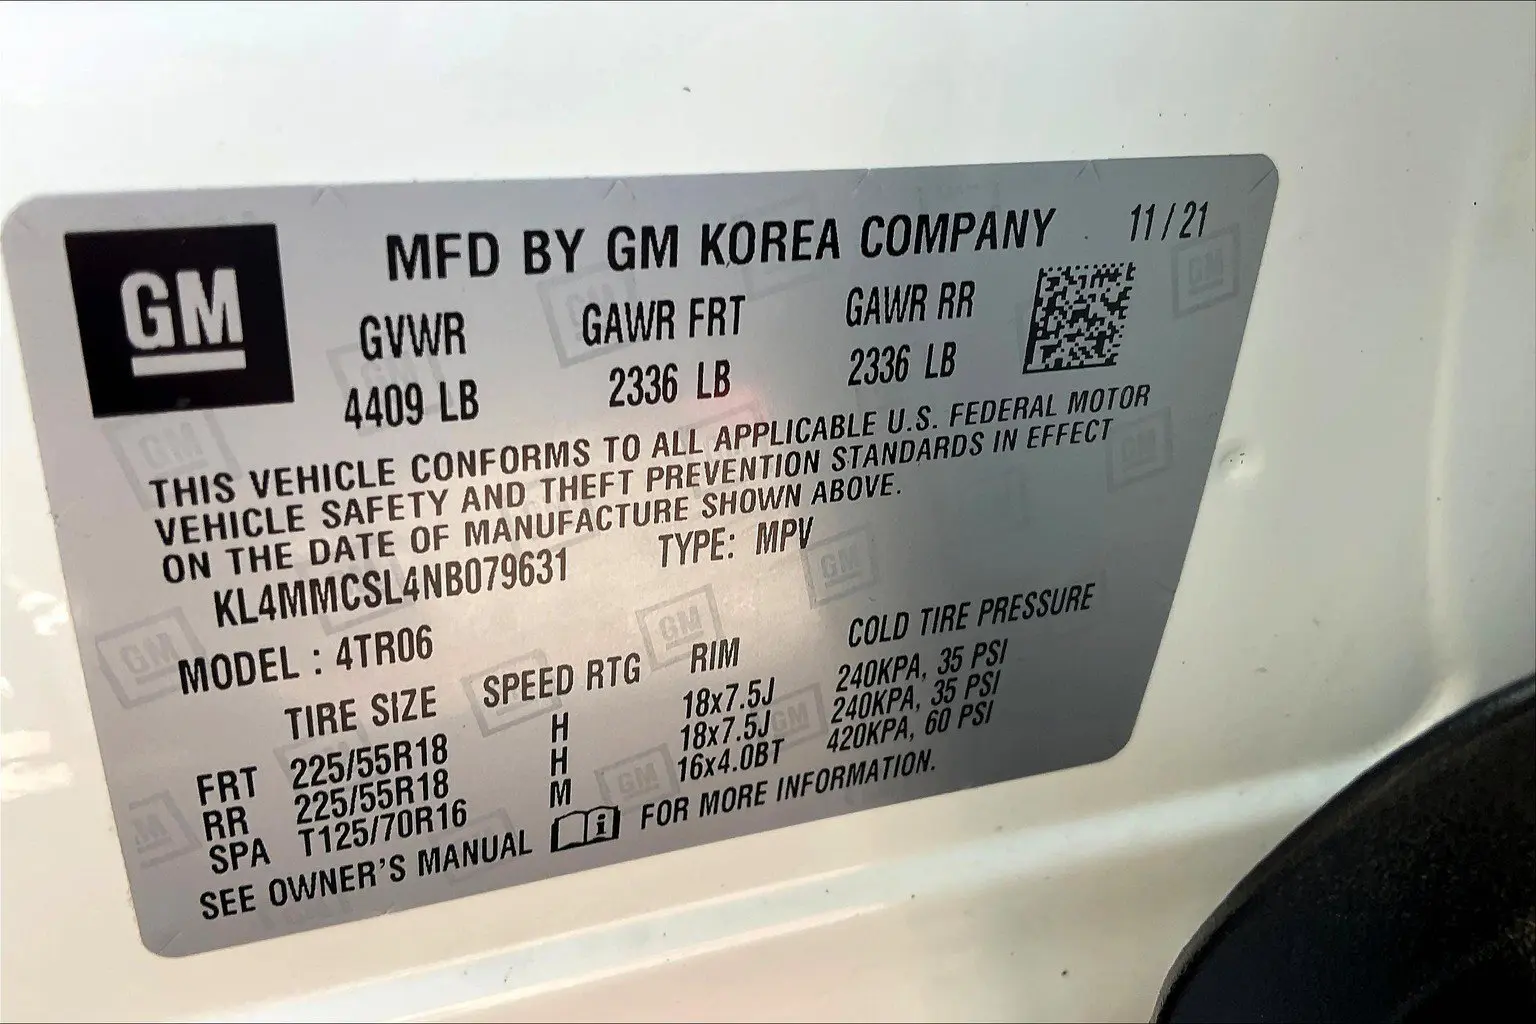 GM
MFD BY GM KOREA COMPANY 11/21
GVWR GAWR FRT GAWR RR
4409 LB 2336 LB 2336 LB
THIS VEHICLE CONFORMS TO ALL APPLICABLE U.S. FEDERAL MOTOR
VEHICLE SAFETY AND THEFT PREVENTION STANDARDS IN EFFECT
ON THE DATE OF MANUFACTURE SHOWN ABOVE.
KL4MMCSL4NB079631 TYPE: MPV
MODEL : 4TR06
TIRE SIZE SPEED RTG RIM COLD TIRE PRESSURE
FRT 225/55R18 H 18x7.5J 240KPA, 35 PSI
RR 225/55R18 H 18x7.5J 240KPA, 35 PSI
SPA T125/70R16 M 16x4.0BT 420KPA, 60 PSI
SEE OWNER'S MANUAL FOR MORE INFORMATION.